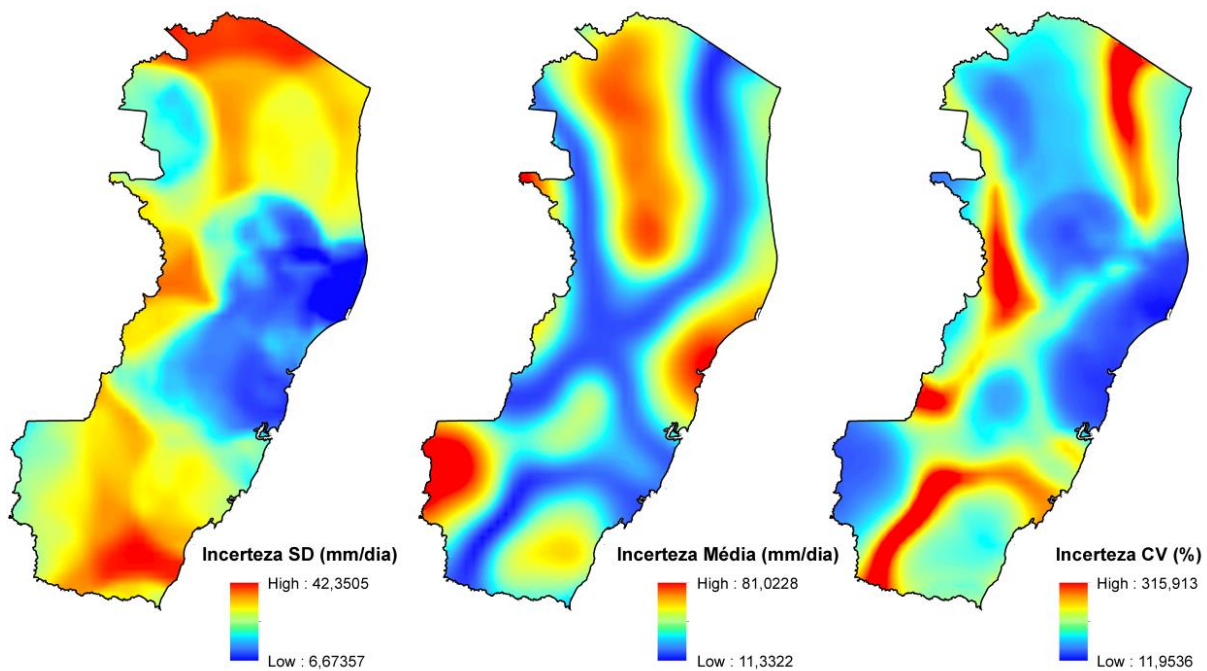 Incerteza SD (mm/dia)
High : 42,3505
Low : 6,67357
Incerteza Média (mm/dia)
High : 81,0228
Low : 11,3322
Incerteza CV (%)
High : 315,913
Low : 11,9536